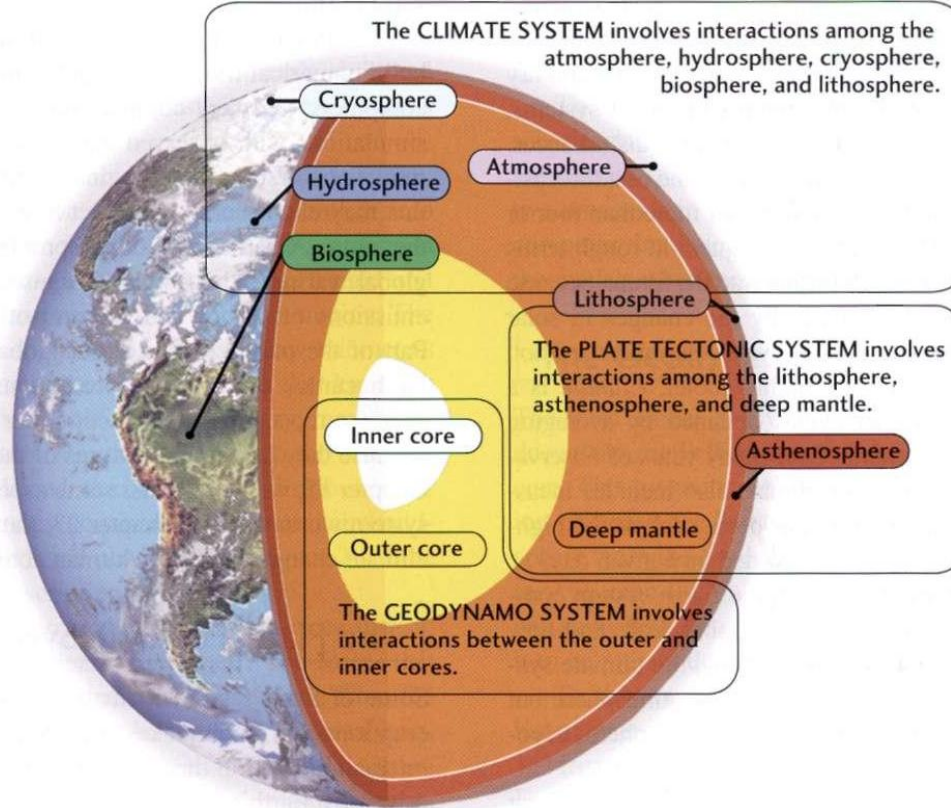 The CLIMATE SYSTEM involves interactions among the
atmosphere, hydrosphere, cryosphere,
biosphere, and lithosphere.
Cryosphere
Atmosphere
Hydrosphere
Biosphere
Lithosphere
The PLATE TECTONIC SYSTEM involves
interactions among the lithosphere,
asthenosphere, and deep mantle.
Inner core
Asthenosphere
Deep mantle
Outer core
The GEODYNAMO SYSTEM involves
interactions between the outer and
inner cores.